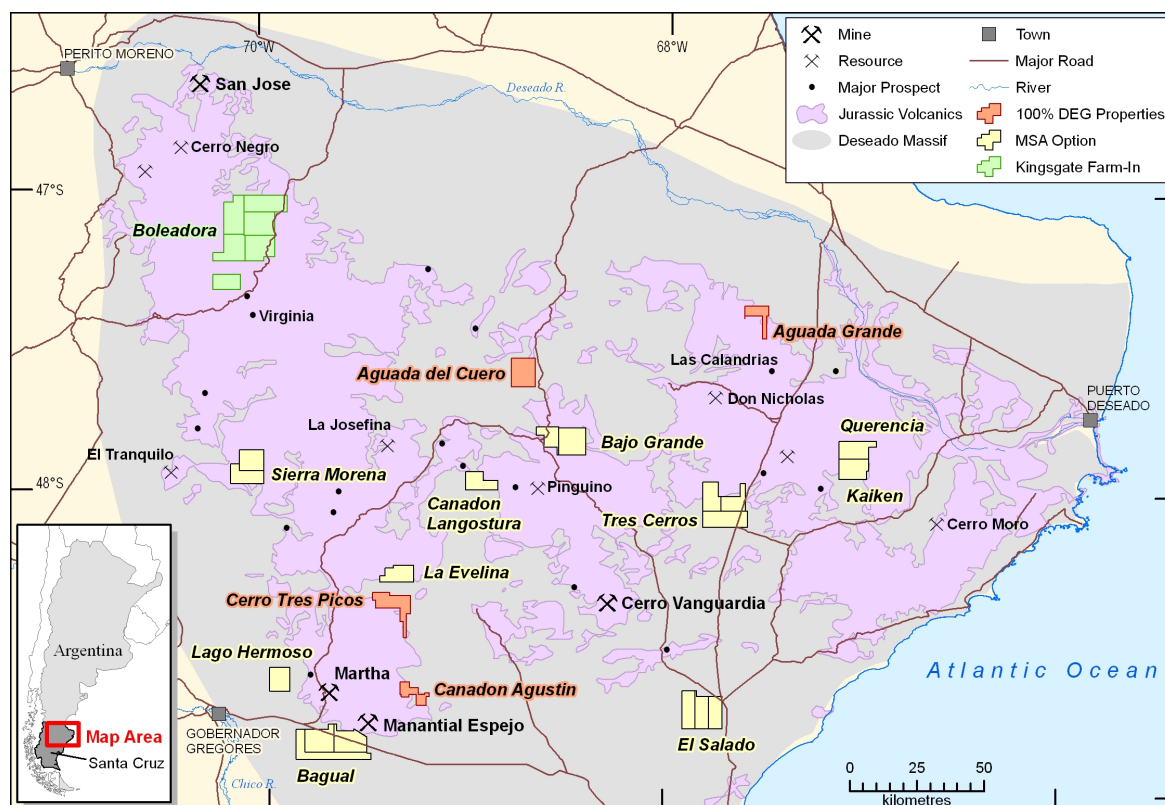 70°W
68°W
PERITO MORENO
San Jose
Deseado R.
Mine
Resource
Major Prospect
Jurassic Volcanics
Deseado Massif
Town
Major Road
River
100% DEG Properties
MSA Option
Kingsgate Farm-In
Cerro Negro
47°S
Boleadora
Virginia
Aguada Grande
Las Calandrias
Aguada del Cuero
Don Nicholas
PUERTO
DESEADO
La Josefina
Querencia
Bajo Grande
El Tranquilo
Sierra Morena
48°S
Canadon
Langostura
Pinguino
Kaiken
Tres Cerros
Cerro Moro
La Evelina
Cerro Tres Picos
Cerro Vanguardia
Lago Hermoso
Martha
Canadon Agustin
Atlantic Ocean
Argentina
Map Area
Santa Cruz
GOBERNADOR
GREGORES
Manantial Espejo
El Salado
Bagual
Chico R.
0 25 50
kilometres